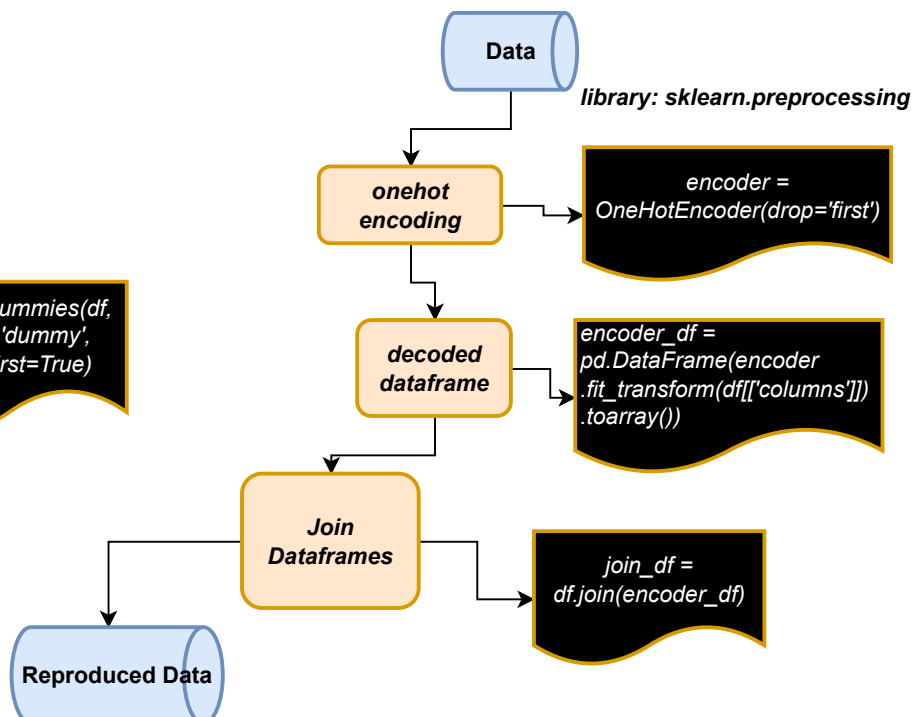 Data
library: sklearn.preprocessing
onehot
encoding
encoder =
OneHotEncoder(drop='first')
ummies(df,
'dummy',
rst=True)
decoded
dataframe
encoder_df =
pd.DataFrame(encoder
.fit_transform(df[['columns']])
.toarray())
Join
Dataframes
join_df =
df.join(encoder_df)
Reproduced Data